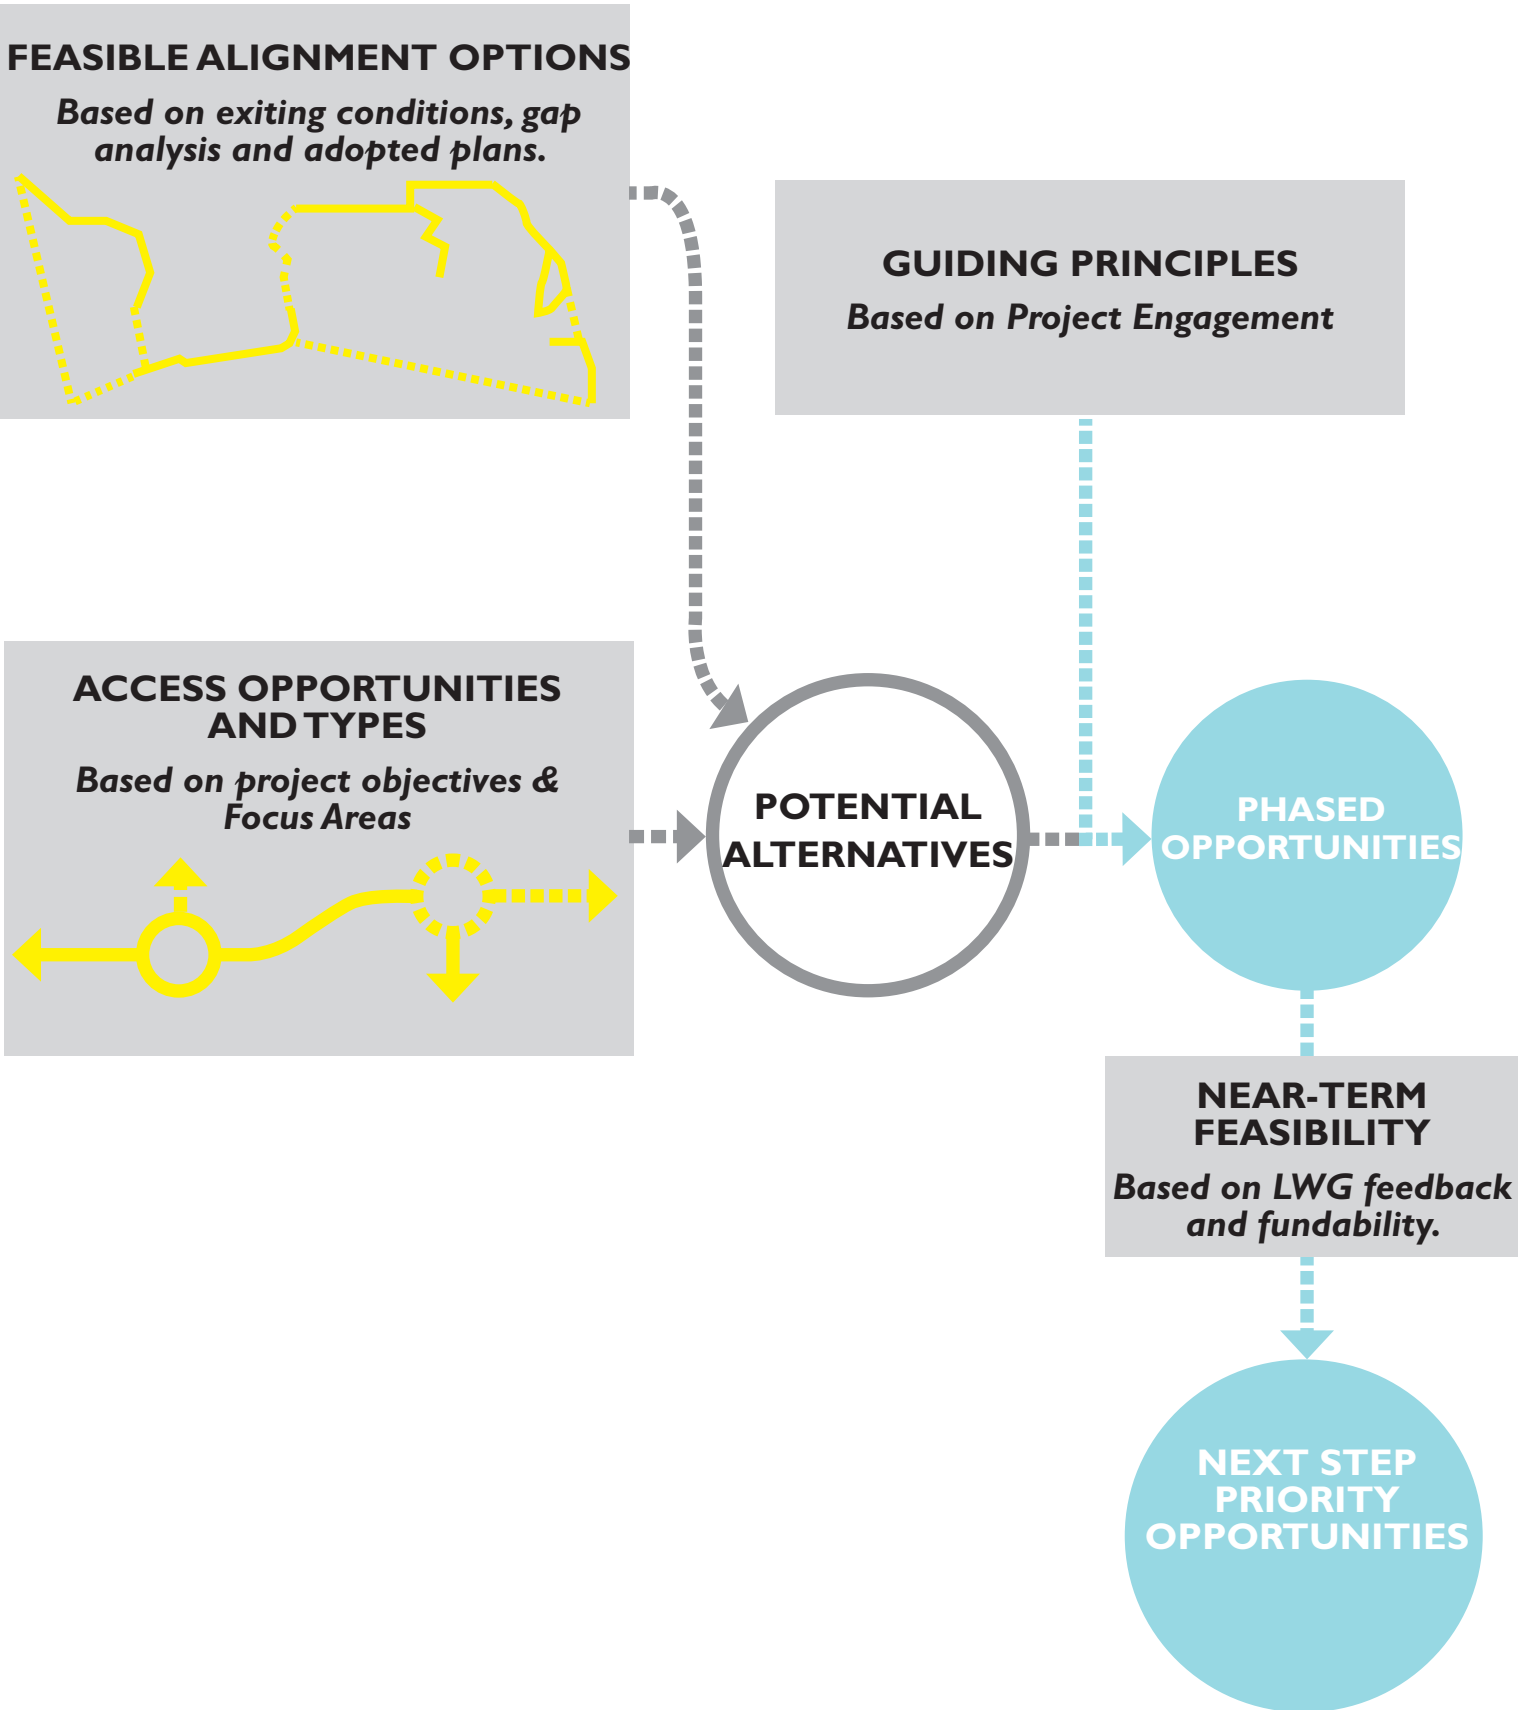 FEASIBLE ALIGNMENT OPTIONS
Based on exiting conditions, gap
analysis and adopted plans.
GUIDING PRINCIPLES
Based on Project Engagement
ACCESS OPPORTUNITIES
AND TYPES
Based on project objectives &
Focus Areas
POTENTIAL
ALTERNATIVES
PHASED
OPPORTUNITIES
NEAR-TERM
FEASIBILITY
Based on LWG feedback
and fundability.
NEXT STEP
PRIORITY
OPPORTUNITIES